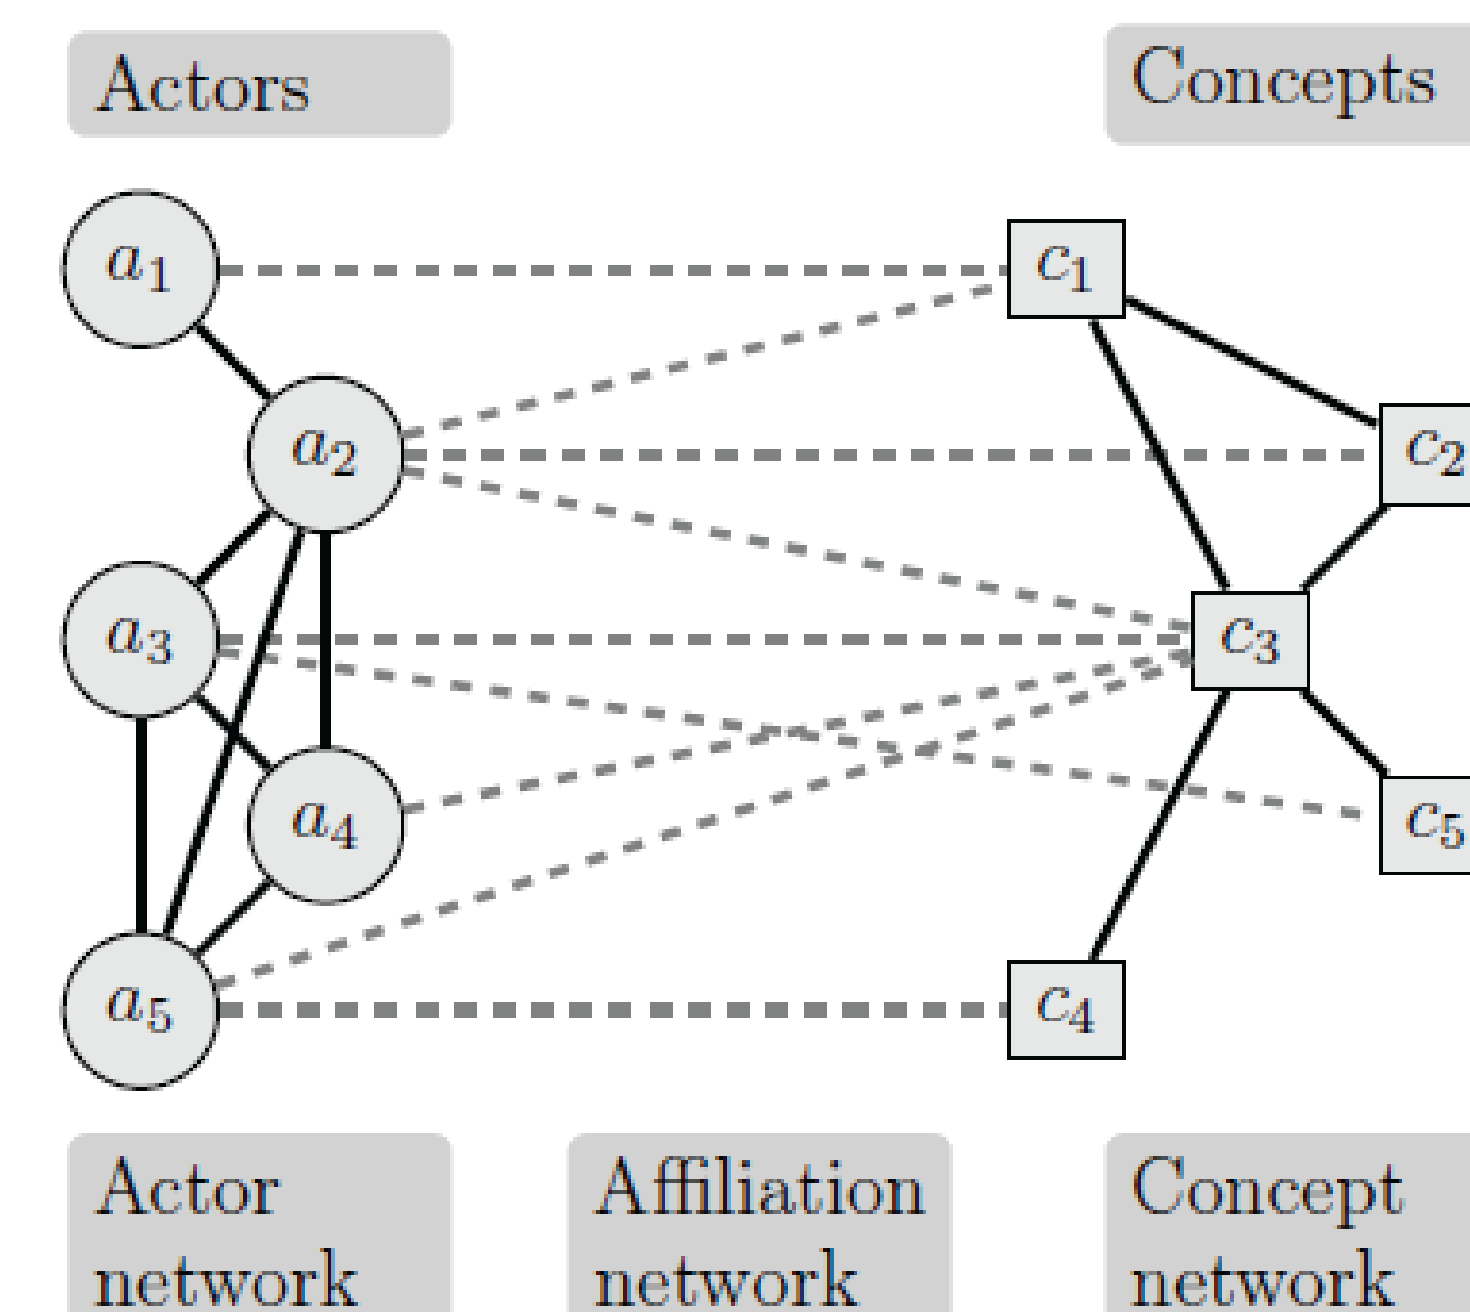 Actors
Concepts
a1
c1
a2
c2
a3
c3
a4
c5
a5
c4
Actor
network
Affiliation
network
Concept
network